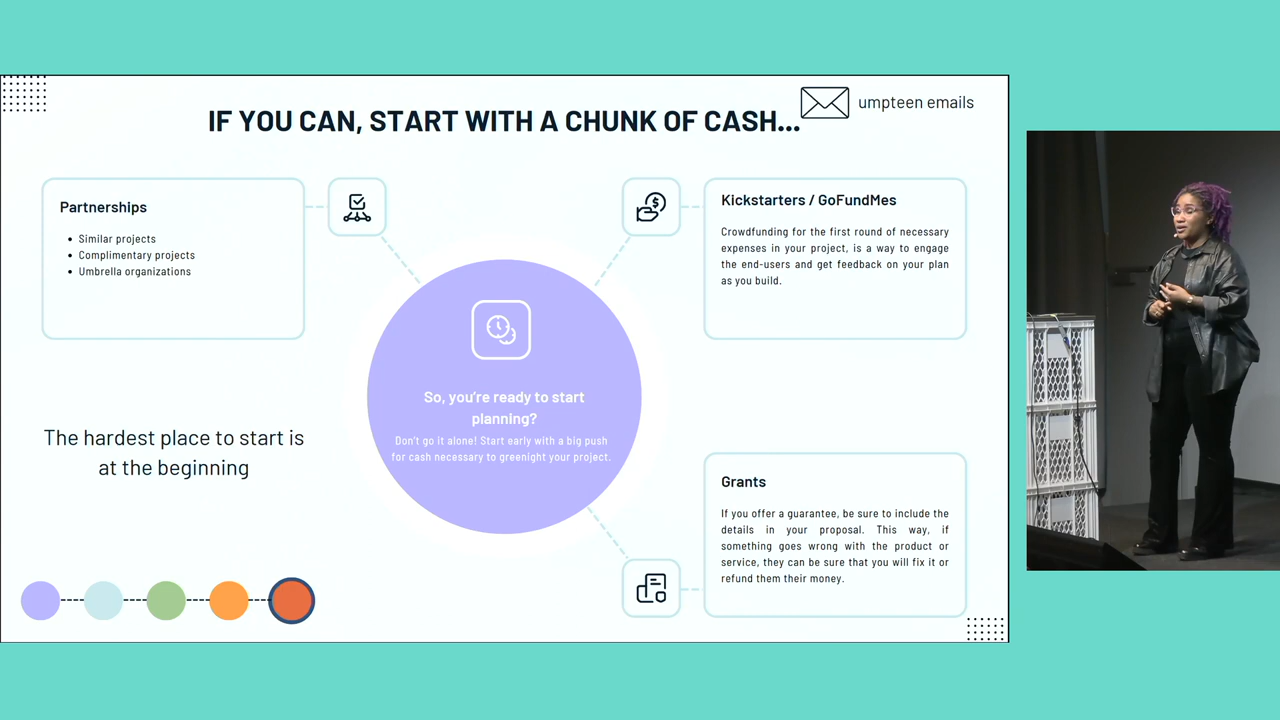 IF YOU CAN, START WITH A CHUNK OF CASH...
umpteen emails
Partnerships
Similar projects
Complimentary projects
Umbrella organizations
Kickstarters / GoFundMes
Crowdfunding for the first round of necessary
expenses in your project, is a way to engage
the end-users and get feedback on your plan
as you build.
So, you're ready to start
planning?
Don't go it alone! Start early with a big push
for cash necessary to greenight your project.
The hardest place to start is
at the beginning
Grants
If you offer a guarantee, be sure to include the
details in your proposal. This way, if
something goes wrong with the product or
service, they can be sure that you will fix it or
refund them their money.